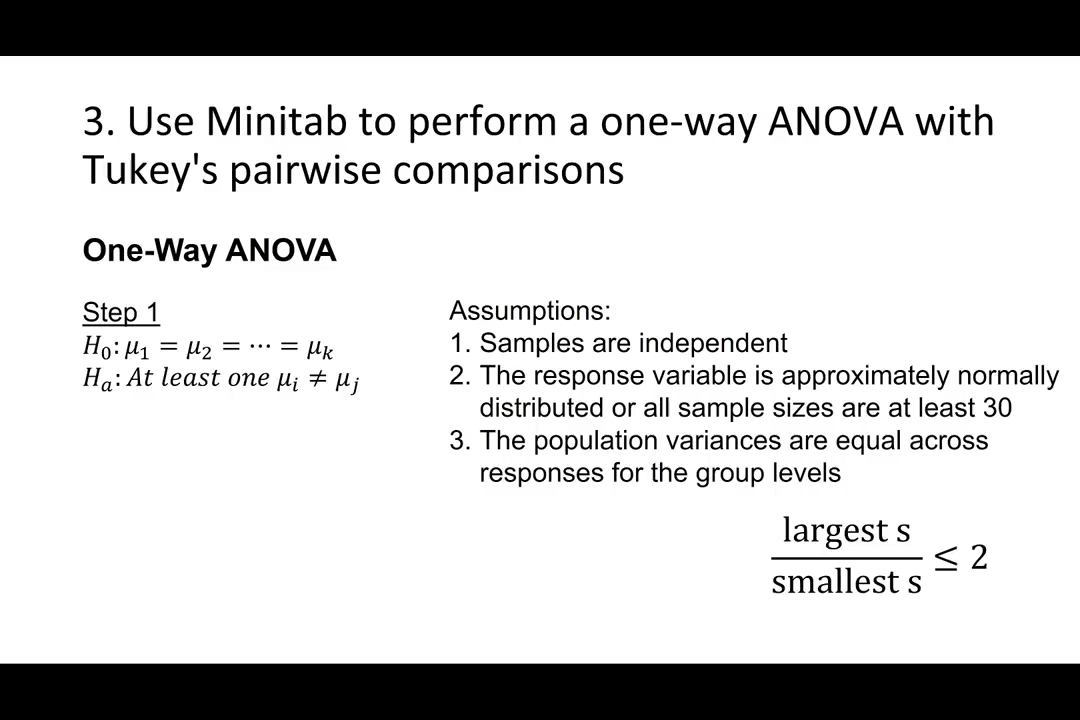 3. Use Minitab to perform a one-way ANOVA with
Tukey's pairwise comparisons
One-Way ANOVA
Step 1
H₀: μ₁ = μ₂ = ⋯ = μₖ
Hₐ: At least one μᵢ ≠ μⱼ
Assumptions:
1. Samples are independent
2. The response variable is approximately normally
distributed or all sample sizes are at least 30
3. The population variances are equal across
responses for the group levels
largest s
smallest s
≤ 2